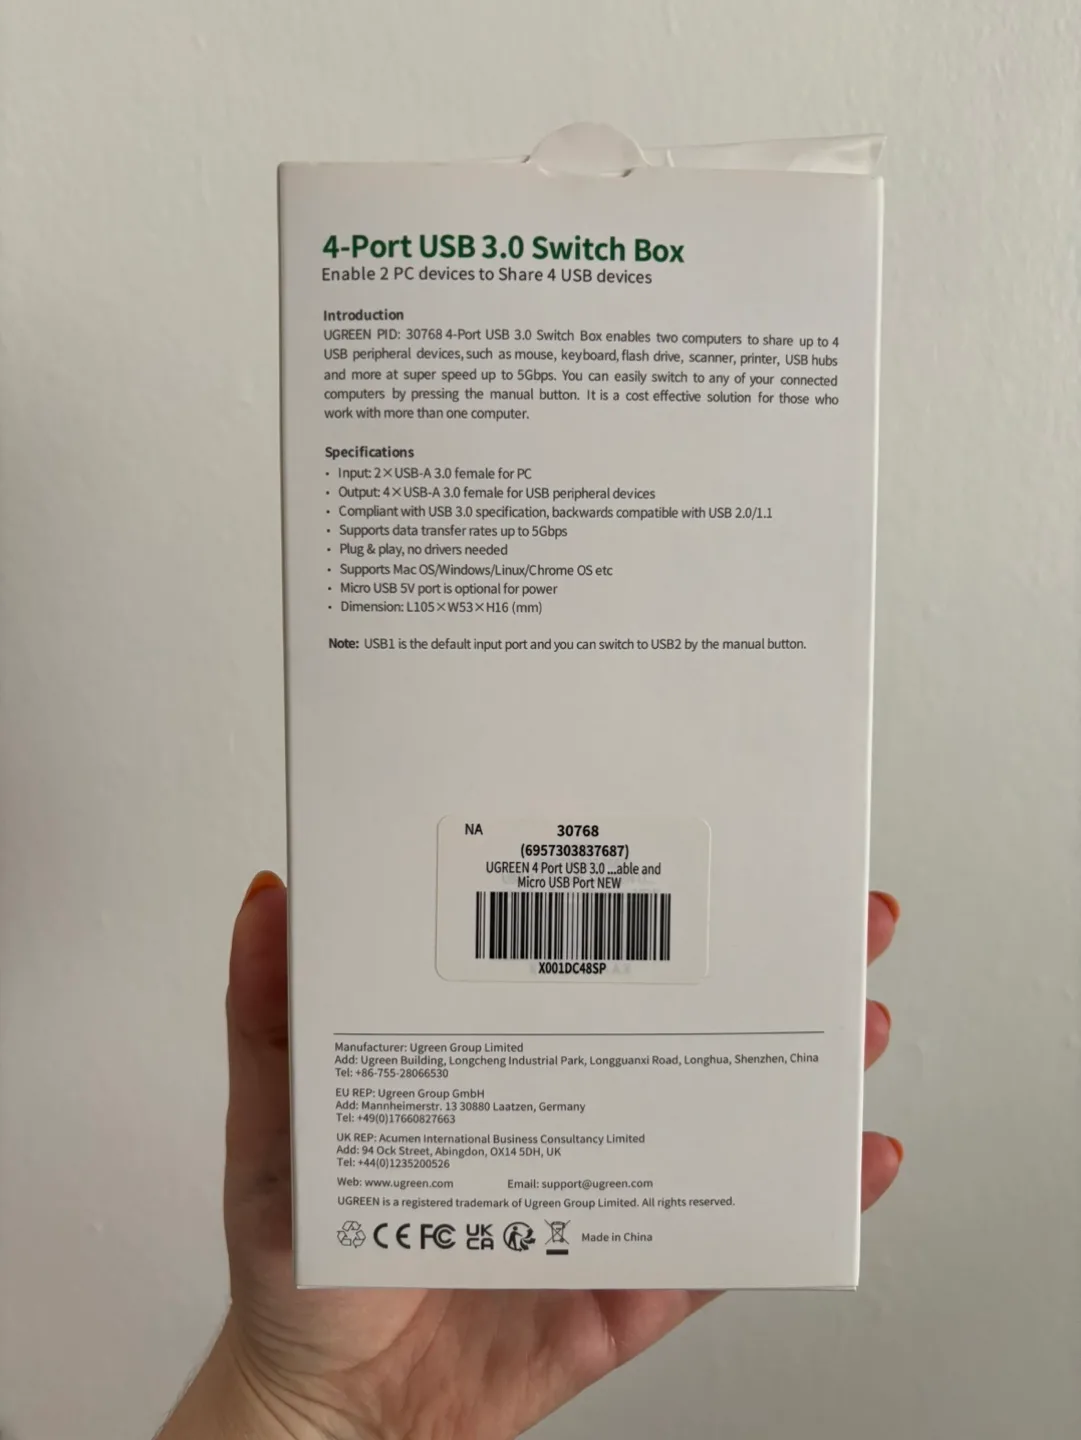 4-Port USB 3.0 Switch Box
Enable 2 PC devices to Share 4 USB devices
Introduction
UGREEN PID: 30768 4-Port USB 3.0 Switch Box enables two computers to share up to 4
USB peripheral devices, such as mouse, keyboard, flash drive, scanner, printer, USB hubs
and more at super speed up to 5Gbps. You can easily switch to any of your connected
computers by pressing the manual button. It is a cost effective solution for those who
work with more than one computer.
Specifications
• Input: 2×USB-A 3.0 female for PC
• Output: 4×USB-A 3.0 female for USB peripheral devices
• Compliant with USB 3.0 specification, backwards compatible with USB 2.0/1.1
• Supports data transfer rates up to 5Gbps
• Plug & play, no drivers needed
• Supports Mac OS/Windows/Linux/Chrome OS etc
• Micro USB 5V port is optional for power
• Dimension: L105×W53×H16 (mm)
Note: USB1 is the default input port and you can switch to USB2 by the manual button.
NA 30768
(6957303837687)
UGREEN 4 Port USB 3.0 ...able and
Micro USB Port NEW
X001DC48SP
Manufacturer: Ugreen Group Limited
Add: Ugreen Building, Longcheng Industrial Park, Longguanxi Road, Longhua, Shenzhen, China
Tel: +86-755-28066530
EU REP: Ugreen Group GmbH
Add: Mannheimerstr. 13 30880 Laatzen, Germany
Tel: +49(0)17660827663
UK REP: Acumen International Business Consultancy Limited
Add: 94 Ock Street, Abingdon, OX14 5DH, UK
Tel: +44(0)1235200526
Web: www.ugreen.com Email: support@ugreen.com
UGREEN is a registered trademark of Ugreen Group Limited. All rights reserved.
CE FC UK CA Made in China